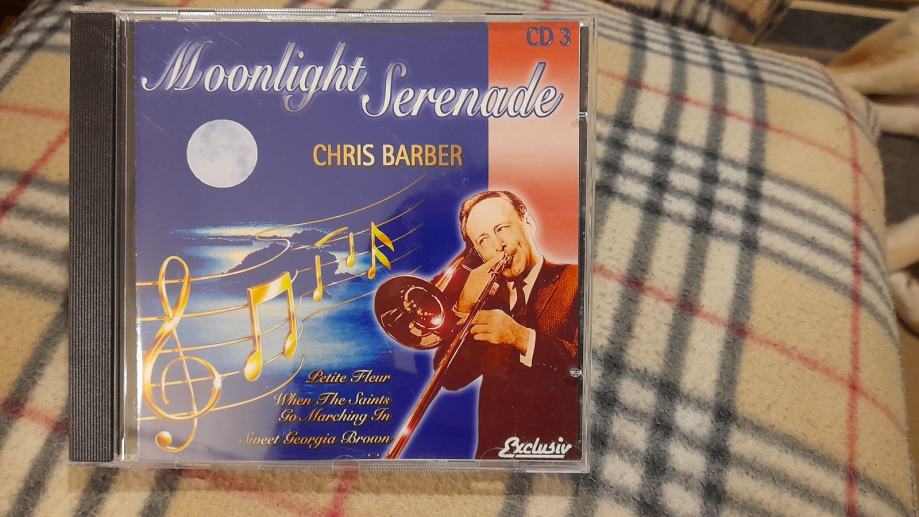 CD 3
Moonlight
Serenade
CHRIS BARBER
Petite Fleur
When The Saints
Go Marching In
Sweet Georgia Brown
Exclusiv